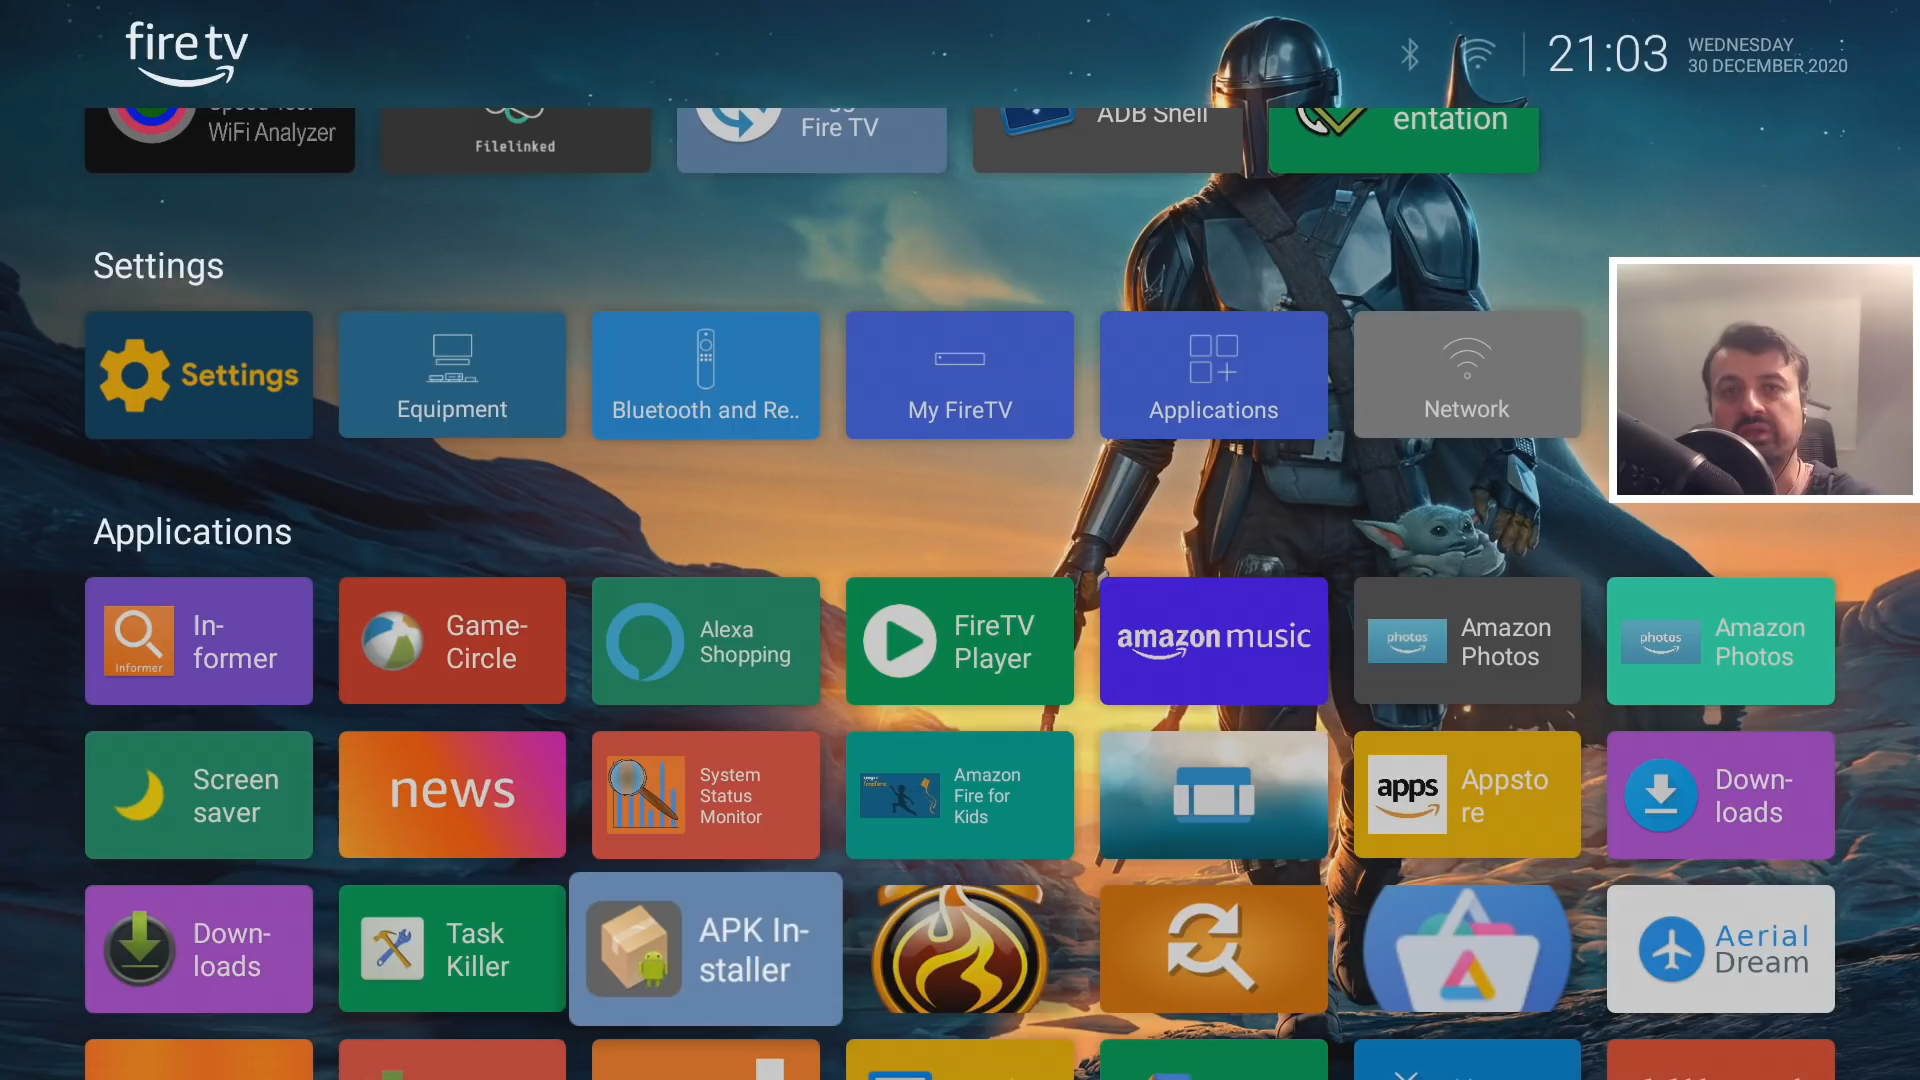 fire tv
21:03
WEDNESDAY
30 DECEMBER 2020
WiFi Analyzer
Filelinked
Fire TV
ADB Shell
entation
Settings
Settings
Equipment
Bluetooth and Re..
My FireTV
Applications
Network
Applications
In-
former
Informer
Game-
Circle
Alexa
Shopping
FireTV
Player
amazon music
photos
Amazon
Photos
photos
Amazon
Photos
Screen
saver
news
System
Status
Monitor
Amazon
Fire for
Kids
apps
Appsto
re
Down-
loads
Down-
loads
Task
Killer
APK In-
staller
Aerial
Dream